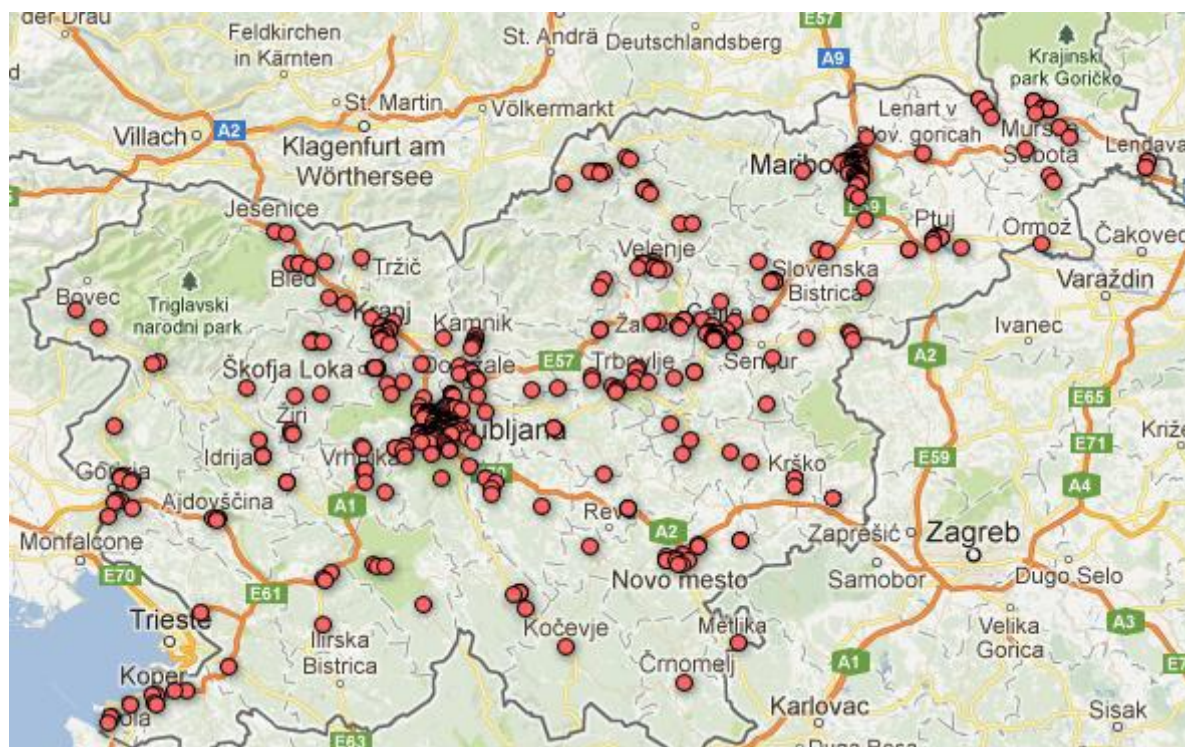 der Drau
Feldkirchen
in Kärnten
St. Andrä
Deutschlandsberg
E57
A9
Krajinski
park Goričko
St. Martin
Völkermarkt
Lenart v
Slov. goricah
Villach
A2
Klagenfurt am
Wörthersee
Murska
Sobota
Lendava
Maribor
Jesenice
Ptuj
Ormož
Čakovec
Velenje
Tržič
Bled
Slovenska
Bistrica
Varaždin
Bovec
Triglavski
narodni park
Kranj
Kamnik
Celje
Ivanec
E57
Trbovlje
Šentjur
A2
Škofja Loka
E65
Žiri
Ljubljana
E71
Idrija
Vrhnika
Krško
E59
A4
Ajdovščina
A1
A2
Zaprešić
Zagreb
Monfalcone
E70
Novo mesto
Samobor
Dugo Selo
E61
Trieste
Kočevje
Metlika
Velika
Gorica
A3
Ilirska
Bistrica
Koper
Črnomelj
A1
Karlovac
Sisak
E63